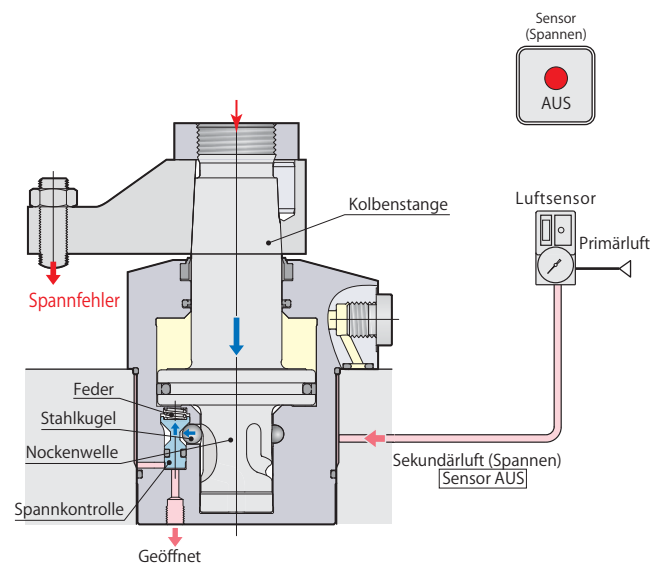 Sensor
(Spannen)
AUS
Kolbenstange
Luftsensor
Primärluft
Spannfehler
Feder
Stahlkugel
Nockenwelle
Spannkontrolle
Sekundärluft (Spannen)
Sensor AUS
Geöffnet